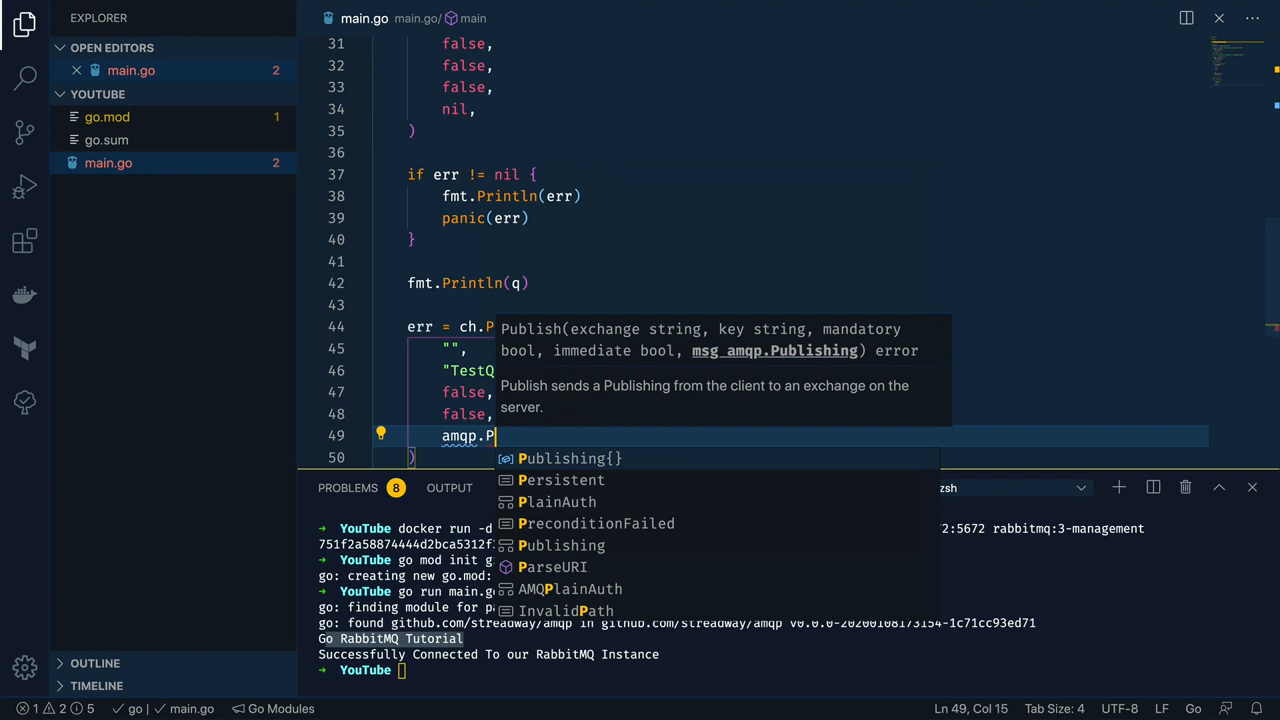 EXPLORER
OPEN EDITORS
main.go 2
YOUTUBE
go.mod 1
go.sum
main.go 2
OUTLINE
TIMELINE
main.go main.go/ main
31 false,
32 false,
33 false,
34 nil,
35 )
36
37 if err != nil {
38 fmt.Println(err)
39 panic(err)
40 }
41
42 fmt.Println(q)
43
44 err = ch.P
45 "",
46 "TestQ
47 false,
48 false,
49 amqp.P
50 )
Publish(exchange string, key string, mandatory
bool, immediate bool, msg amqp.Publishing) error
Publish sends a Publishing from the client to an exchange on the
server.
Publishing{}
Persistent
PlainAuth
PreconditionFailed
Publishing
ParseURI
AMQPlainAuth
InvalidPath
PROBLEMS 8 OUTPUT zsh
→ YouTube docker run -d 72:5672 rabbitmq:3-management
751f2a58874444d2bca5312f
→ YouTube go mod init g
go: creating new go.mod:
→ YouTube go run main.go
go: finding module for pa
go: found github.com/streadway/amqp in github.com/streadway/amqp v0.0.0-20200108173154-1c71cc93ed71
Go RabbitMQ Tutorial
Successfully Connected To our RabbitMQ Instance
→ YouTube
1 2 5 go main.go Go Modules Ln 49, Col 15 Tab Size: 4 UTF-8 LF Go